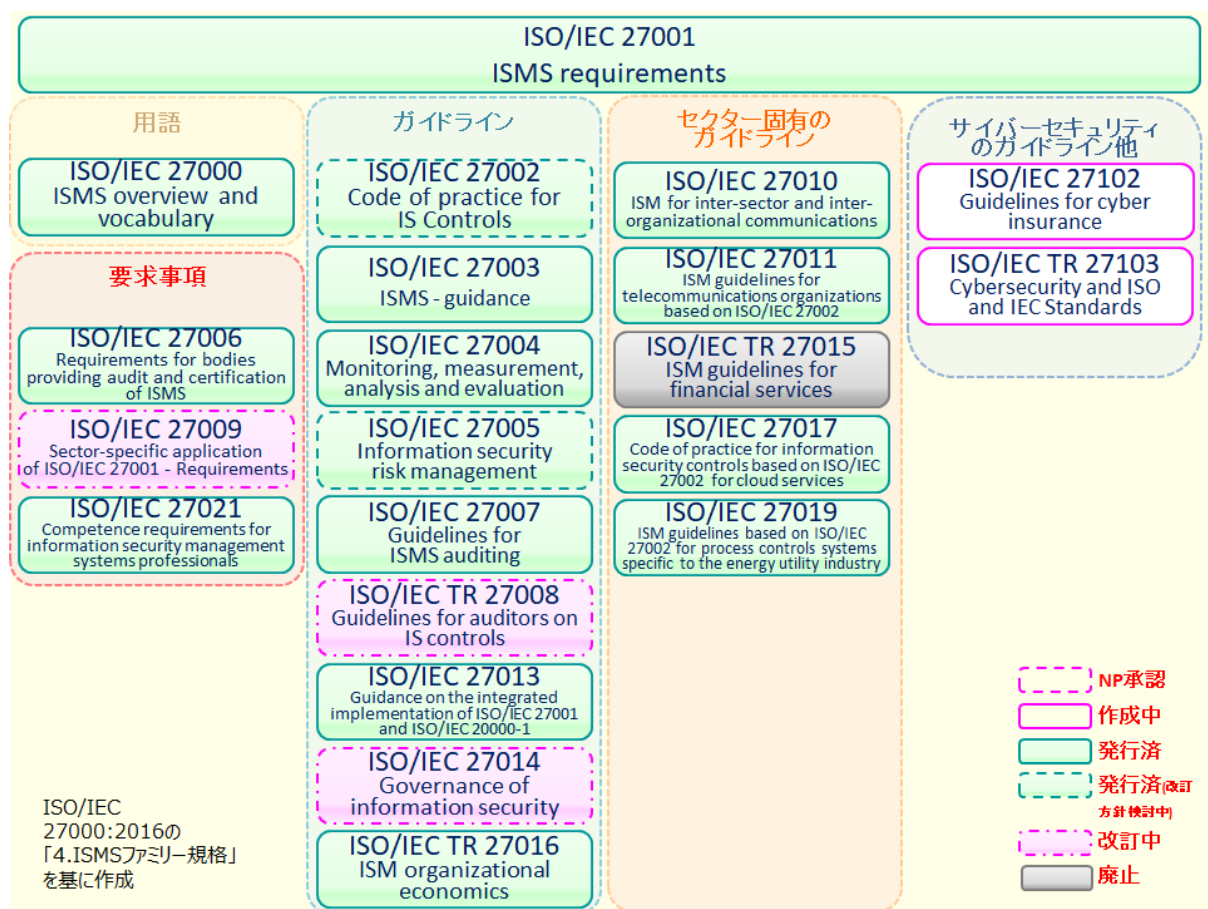 ISO/IEC 27001
ISMS requirements
用語
ISO/IEC 27000
ISMS overview and
vocabulary
要求事項
ISO/IEC 27006
Requirements for bodies
providing audit and certification
of ISMS
ISO/IEC 27009
Sector-specific application
of ISO/IEC 27001 - Requirements
ISO/IEC 27021
Competence requirements for
information security management
systems professionals
ガイドライン
ISO/IEC 27002
Code of practice for
IS Controls
ISO/IEC 27003
ISMS - guidance
ISO/IEC 27004
Monitoring, measurement,
analysis and evaluation
ISO/IEC 27005
Information security
risk management
ISO/IEC 27007
Guidelines for
ISMS auditing
ISO/IEC TR 27008
Guidelines for auditors on
IS controls
ISO/IEC 27013
Guidance on the integrated
implementation of ISO/IEC 27001
and ISO/IEC 20000-1
ISO/IEC 27014
Governance of
information security
ISO/IEC TR 27016
ISM organizational
economics
セクター固有の
ガイドライン
ISO/IEC 27010
ISM for inter-sector and inter-
organizational communications
ISO/IEC 27011
ISM guidelines for
telecommunications organizations
based on ISO/IEC 27002
ISO/IEC TR 27015
ISM guidelines for
financial services
ISO/IEC 27017
Code of practice for information
security controls based on ISO/IEC
27002 for cloud services
ISO/IEC 27019
ISM guidelines based on ISO/IEC
27002 for process controls systems
specific to the energy utility industry
サイバーセキュリティ
のガイドライン他
ISO/IEC 27102
Guidelines for cyber
insurance
ISO/IEC TR 27103
Cybersecurity and ISO
and IEC Standards
NP承認
作成中
発行済
発行済(改訂
方針検討中)
改訂中
廃止
ISO/IEC
27000:2016の
「4.ISMSファミリー規格」
を基に作成